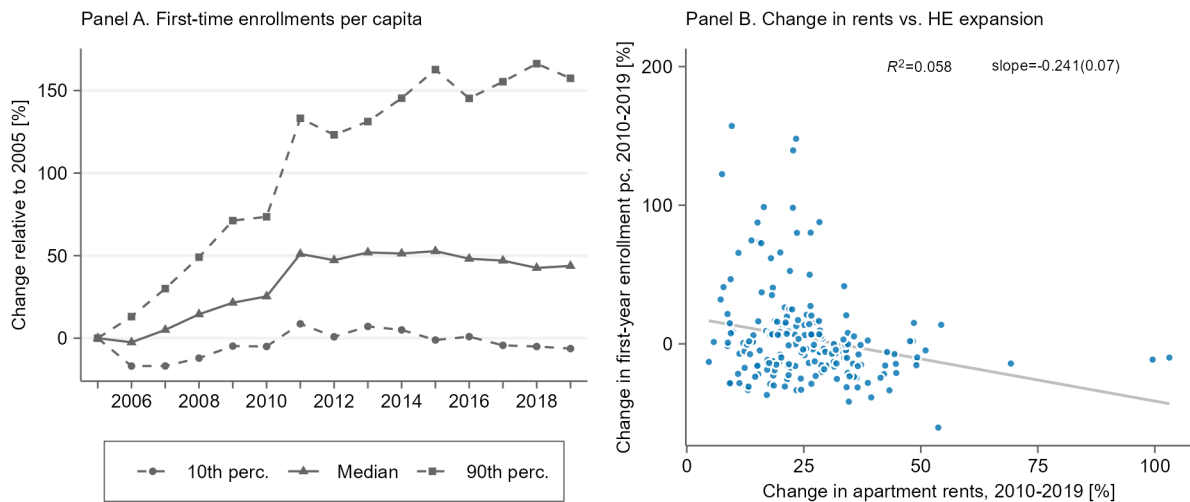 Panel A. First-time enrollments per capita
Change relative to 2005 [%]
150
100
50
0
2006 2008 2010 2012 2014 2016 2018
10th perc. Median 90th perc.
Panel B. Change in rents vs. HE expansion
R²=0.058 slope=-0.241(0.07)
Change in first-year enrollment pc, 2010-2019 [%]
200
100
0
0 25 50 75 100
Change in apartment rents, 2010-2019 [%]